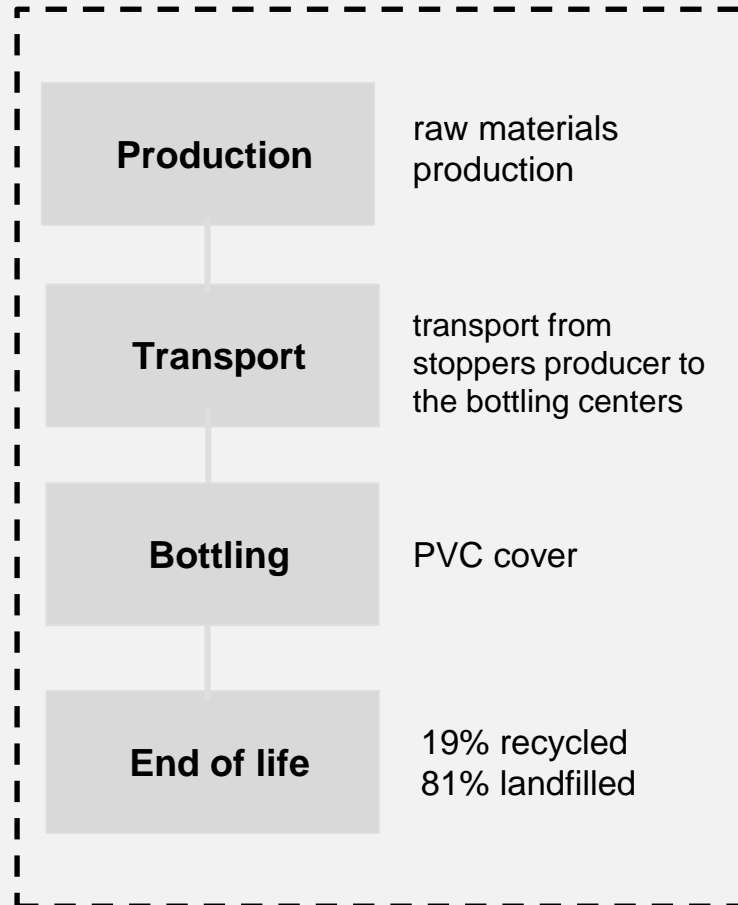 Production
raw materials
production
Transport
transport from
stoppers producer to
the bottling centers
Bottling
PVC cover
End of life
19% recycled
81% landfilled